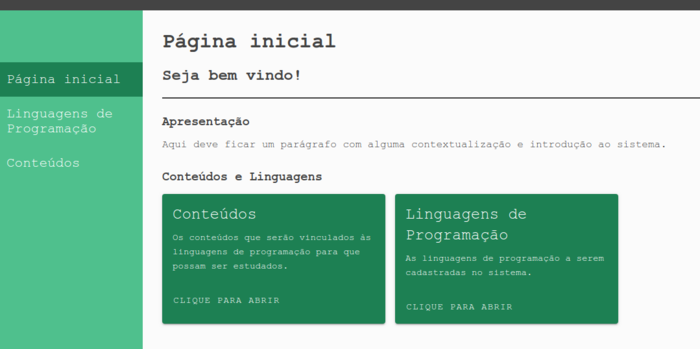 Página inicial
Linguagens de
Programação
Conteúdos
Página inicial
Seja bem vindo!
Apresentação
Aqui deve ficar um parágrafo com alguma contextualização e introdução ao sistema.
Conteúdos e Linguagens
Conteúdos
Os conteúdos que serão vinculados às
linguagens de programação para que
possam ser estudados.
CLIQUE PARA ABRIR
Linguagens de
Programação
As linguagens de programação a serem
cadastradas no sistema.
CLIQUE PARA ABRIR